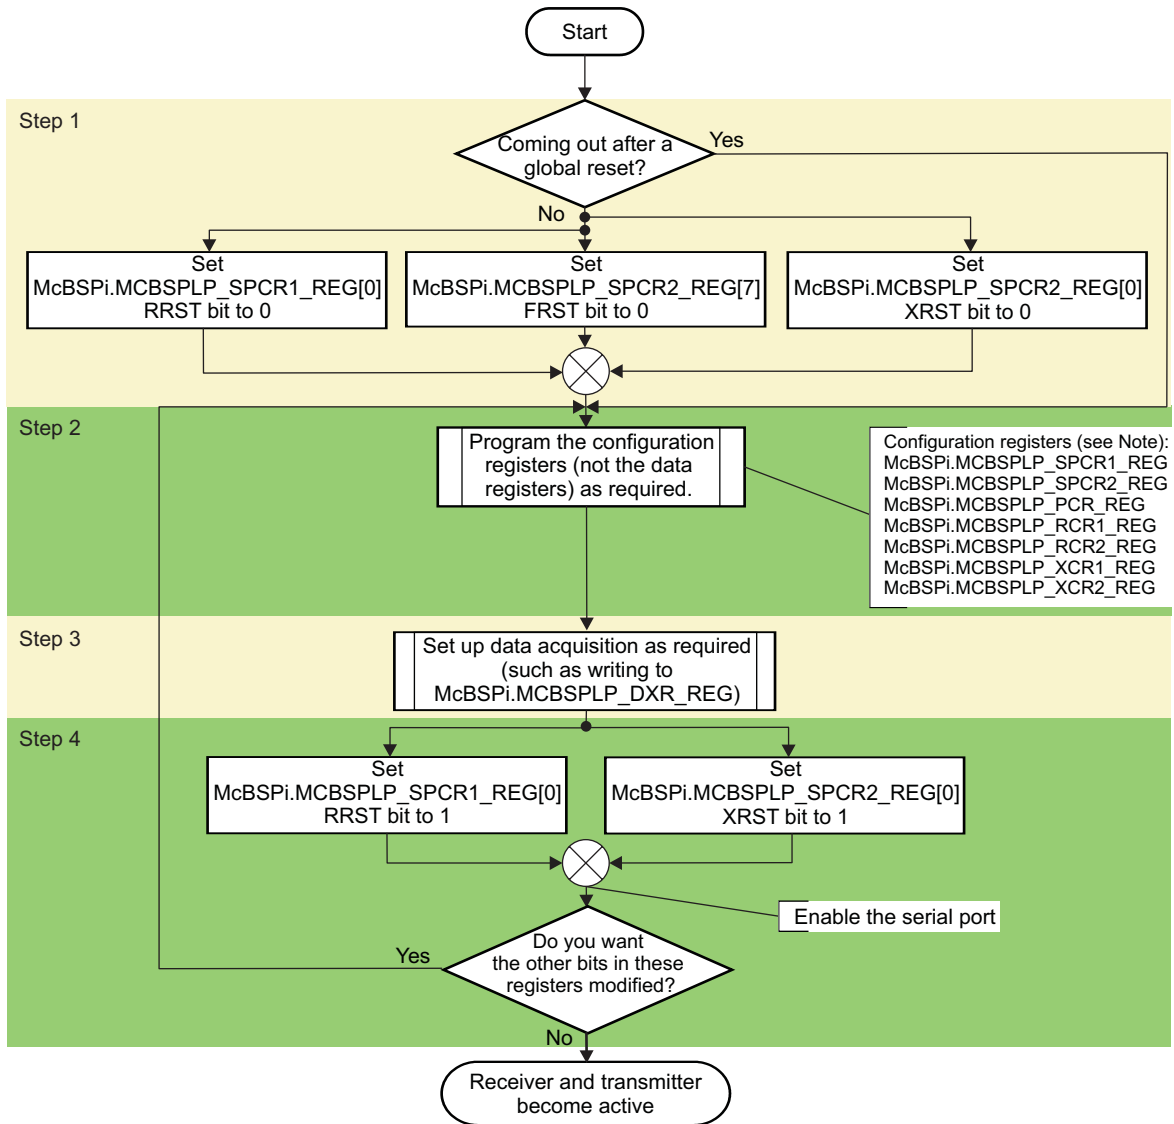 Start
Step 1
Coming out after a
global reset?
Yes
No
Set
McBSPi.MCBSPLP_SPCR1_REG[0]
RRST bit to 0
Set
McBSPi.MCBSPLP_SPCR2_REG[7]
FRST bit to 0
Set
McBSPi.MCBSPLP_SPCR2_REG[0]
XRST bit to 0
Step 2
Program the configuration
registers (not the data
registers) as required.
Configuration registers (see Note):
McBSPi.MCBSPLP_SPCR1_REG
McBSPi.MCBSPLP_SPCR2_REG
McBSPi.MCBSPLP_PCR_REG
McBSPi.MCBSPLP_RCR1_REG
McBSPi.MCBSPLP_RCR2_REG
McBSPi.MCBSPLP_XCR1_REG
McBSPi.MCBSPLP_XCR2_REG
Step 3
Set up data acquisition as required
(such as writing to
McBSPi.MCBSPLP_DXR_REG)
Step 4
Set
McBSPi.MCBSPLP_SPCR1_REG[0]
RRST bit to 1
Set
McBSPi.MCBSPLP_SPCR2_REG[0]
XRST bit to 1
Enable the serial port
Do you want
the other bits in these
registers modified?
Yes
No
Receiver and transmitter
become active